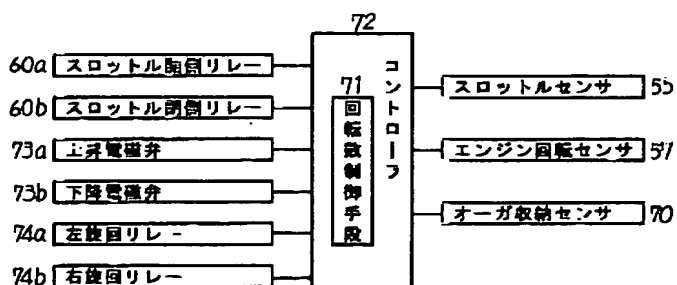 72
60a スロットル開側リレー
60b スロットル閉側リレー
73a 上昇電磁弁
73b 下降電磁弁
74a 左旋回リレー
74b 右旋回リレー
コントローラ
71
回転数制御手段
スロットルセンサ 55
エンジン回転センサ 57
オーガ収納センサ 70